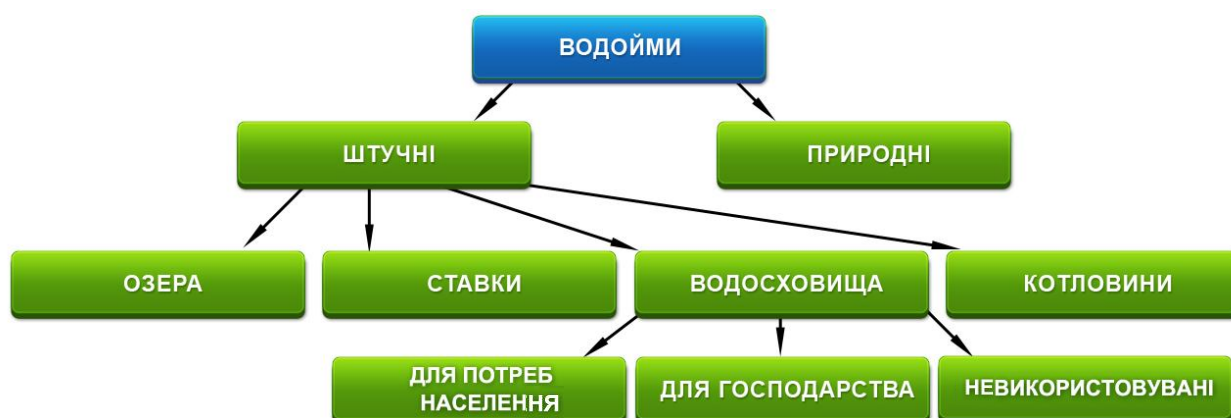 ВОДОЙМИ
ШТУЧНІ
ПРИРОДНІ
ОЗЕРА
СТАВКИ
ВОДОСХОВИЩА
КОТЛОВИНИ
ДЛЯ ПОТРЕБ
НАСЕЛЕННЯ
ДЛЯ ГОСПОДАРСТВА
НЕВИКОРИСТОВУВАНІ